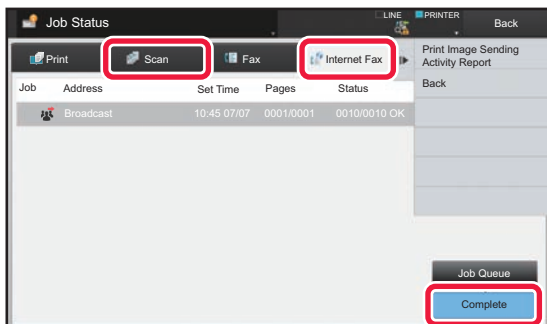 Job Status
LINE PRINTER Back
Print Scan Fax Internet Fax
Print Image Sending
Activity Report
Job Address Set Time Pages Status
Back
Broadcast 10:45 07/07 0001/0001 0010/0010 OK
Job Queue
Complete